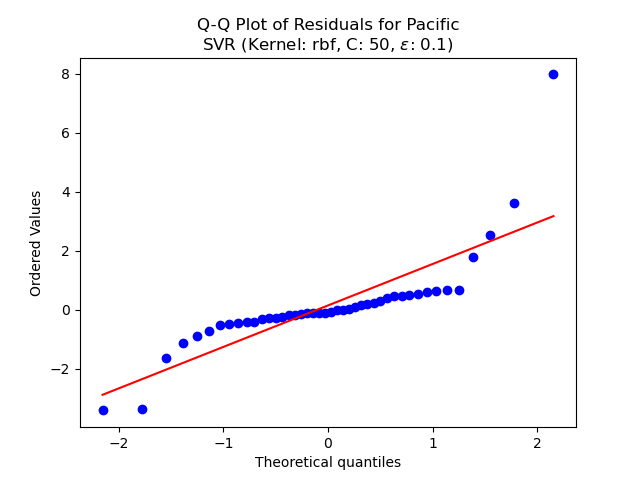 Q-Q Plot of Residuals for Pacific
SVR (Kernel: rbf, C: 50, ε: 0.1)
8
6
4
2
0
−2
Ordered Values
−2
−1
0
1
2
Theoretical quantiles